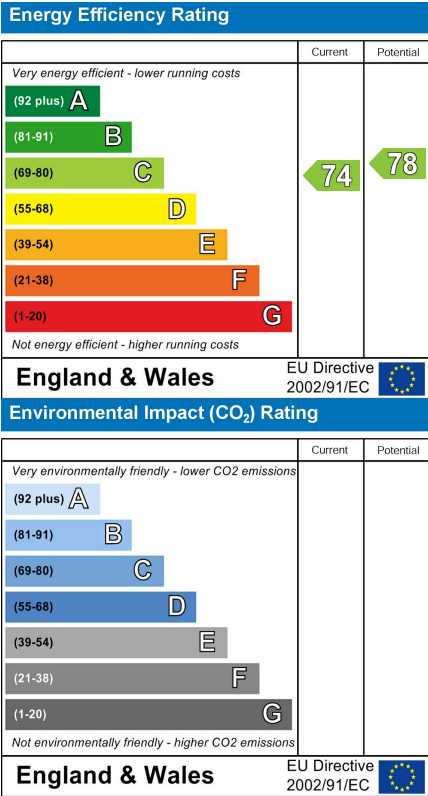 Energy Efficiency Rating
Current Potential
Very energy efficient - lower running costs
(92 plus) A
(81-91) B
(69-80) C
74 78
(55-68) D
(39-54) E
(21-38) F
(1-20) G
Not energy efficient - higher running costs
England & Wales
EU Directive
2002/91/EC
Environmental Impact (CO₂) Rating
Current Potential
Very environmentally friendly - lower CO2 emissions
(92 plus) A
(81-91) B
(69-80) C
(55-68) D
(39-54) E
(21-38) F
(1-20) G
Not environmentally friendly - higher CO2 emissions
England & Wales
EU Directive
2002/91/EC